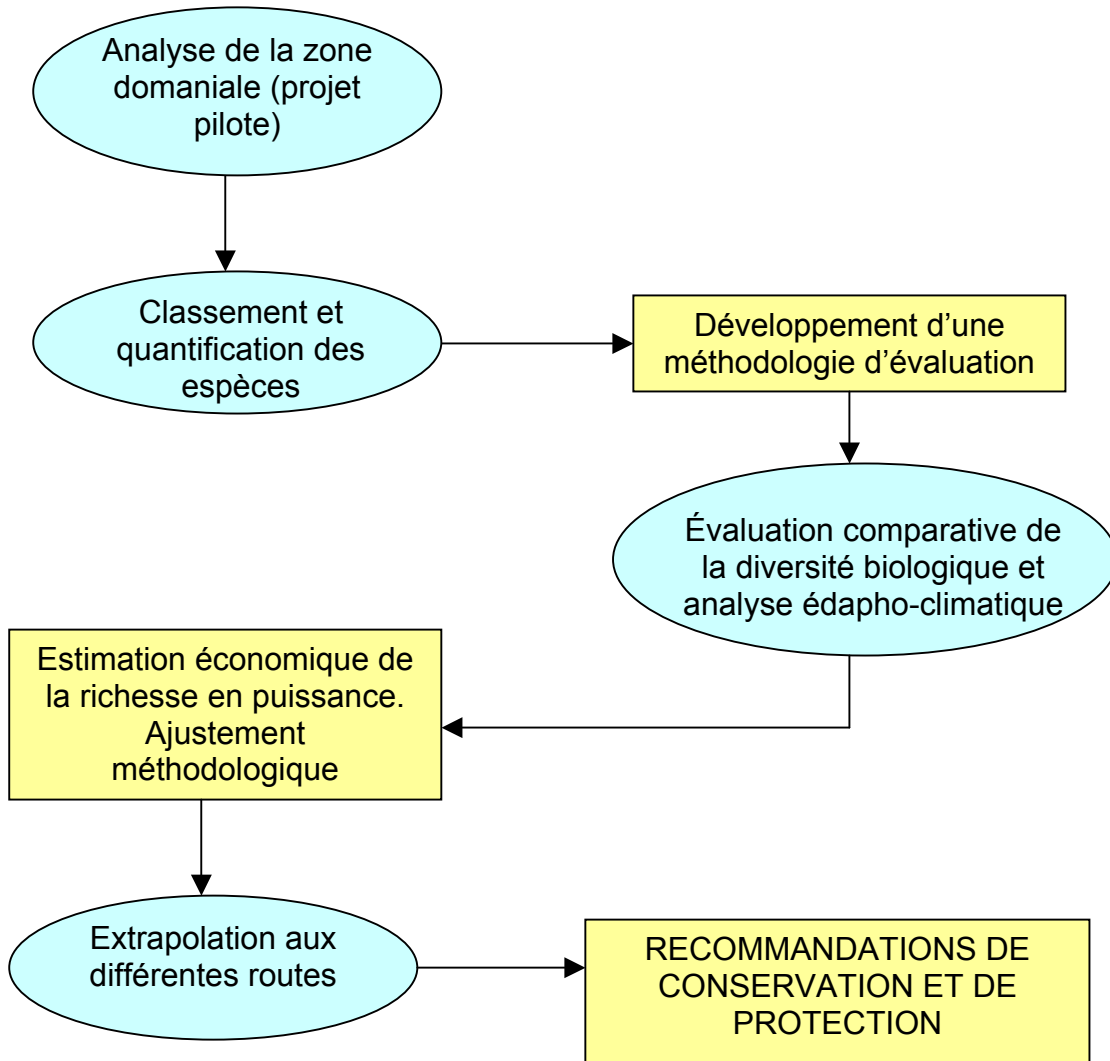 Analyse de la zone
domaniale (projet
pilote)
Classement et
quantification des
espèces
Développement d’une
méthodologie d’évaluation
Évaluation comparative de
la diversité biologique et
analyse édapho-climatique
Estimation économique de
la richesse en puissance.
Ajustement
méthodologique
Extrapolation aux
différentes routes
RECOMMANDATIONS DE
CONSERVATION ET DE
PROTECTION